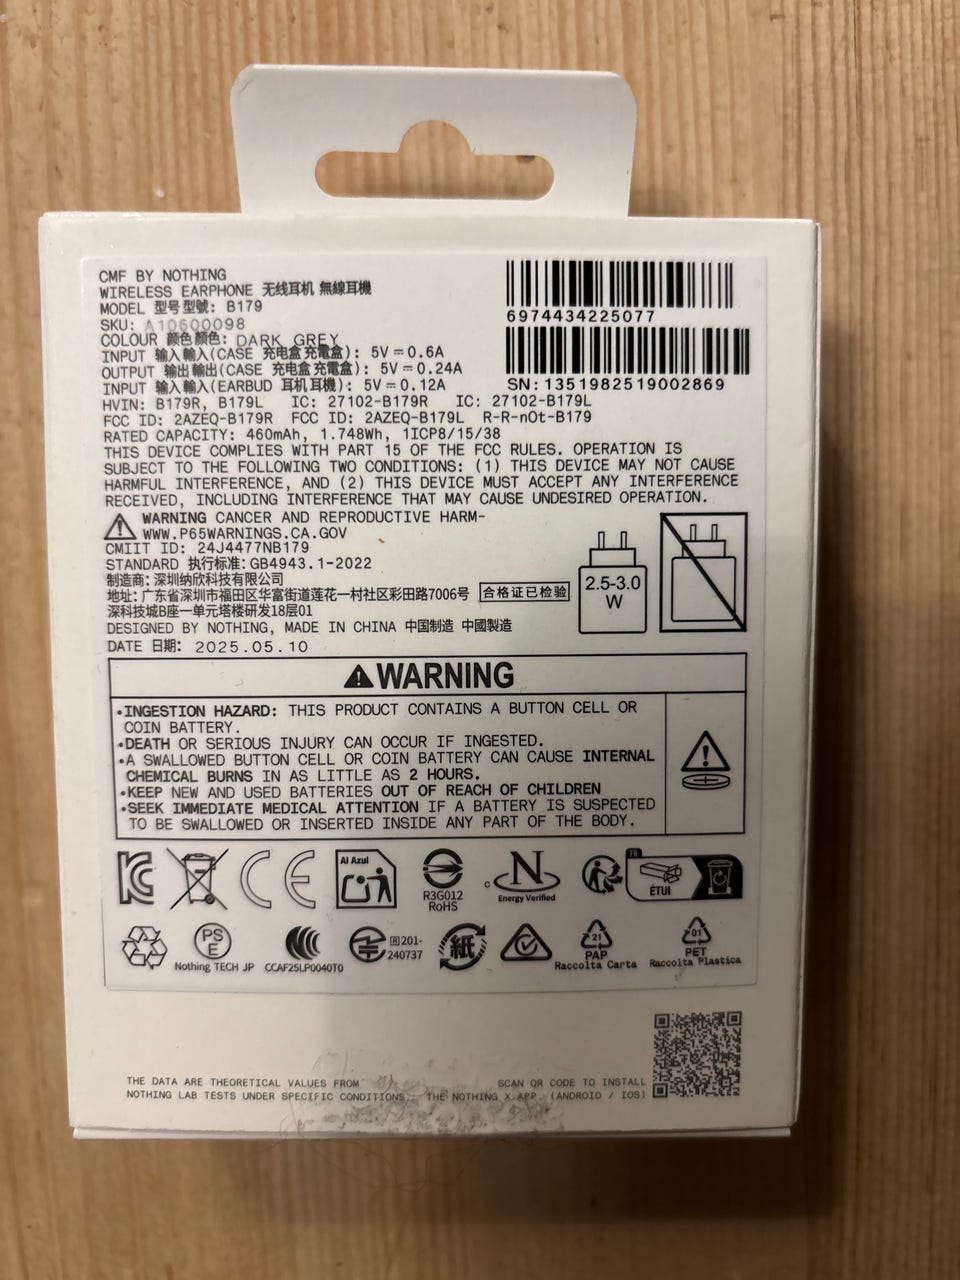 CMF BY NOTHING
WIRELESS EARPHONE 无线耳机 無線耳機
MODEL 型号 型號: B179
SKU: A10600098
COLOUR 颜色 顏色: DARK GREY
INPUT 输入 輸入(CASE 充电盒 充電盒): 5V⎓0.6A
OUTPUT 输出 輸出(CASE 充电盒 充電盒): 5V⎓0.24A
INPUT 输入 輸入(EARBUD 耳机 耳機): 5V⎓0.12A
HVIN: B179R, B179L IC: 27102-B179R IC: 27102-B179L
FCC ID: 2AZEQ-B179R FCC ID: 2AZEQ-B179L R-R-nOt-B179
RATED CAPACITY: 460mAh, 1.748Wh, 1ICP8/15/38
THIS DEVICE COMPLIES WITH PART 15 OF THE FCC RULES. OPERATION IS
SUBJECT TO THE FOLLOWING TWO CONDITIONS: (1) THIS DEVICE MAY NOT CAUSE
HARMFUL INTERFERENCE, AND (2) THIS DEVICE MUST ACCEPT ANY INTERFERENCE
RECEIVED, INCLUDING INTERFERENCE THAT MAY CAUSE UNDESIRED OPERATION.
6974434225077
SN: 1351982519002869
WARNING CANCER AND REPRODUCTIVE HARM-
WWW.P65WARNINGS.CA.GOV
CMIIT ID: 24J4477NB179
STANDARD 执行标准: GB4943.1-2022
制造商: 深圳纳欣科技有限公司
地址: 广东省深圳市福田区华富街道莲花一村社区彩田路7006号
深科技城B座一单元塔楼研发18层01
合格证已检验
DESIGNED BY NOTHING, MADE IN CHINA 中国制造 中國製造
DATE 日期: 2025.05.10
2.5-3.0
W
WARNING
•INGESTION HAZARD: THIS PRODUCT CONTAINS A BUTTON CELL OR
COIN BATTERY.
•DEATH OR SERIOUS INJURY CAN OCCUR IF INGESTED.
•A SWALLOWED BUTTON CELL OR COIN BATTERY CAN CAUSE INTERNAL
CHEMICAL BURNS IN AS LITTLE AS 2 HOURS.
•KEEP NEW AND USED BATTERIES OUT OF REACH OF CHILDREN
•SEEK IMMEDIATE MEDICAL ATTENTION IF A BATTERY IS SUSPECTED
TO BE SWALLOWED OR INSERTED INSIDE ANY PART OF THE BODY.
Al Azul
R3G012
RoHS
C N
Energy Verified
FR
ÉTUI
PS
E
Nothing TECH JP
CCAF25LP0040T0
R 201-
240737
紙
21
PAP
Raccolta Carta
01
PET
Raccolta Plastica
THE DATA ARE THEORETICAL VALUES FROM
NOTHING LAB TESTS UNDER SPECIFIC CONDITIONS.
SCAN QR CODE TO INSTALL
THE NOTHING X APP. (ANDROID / IOS)